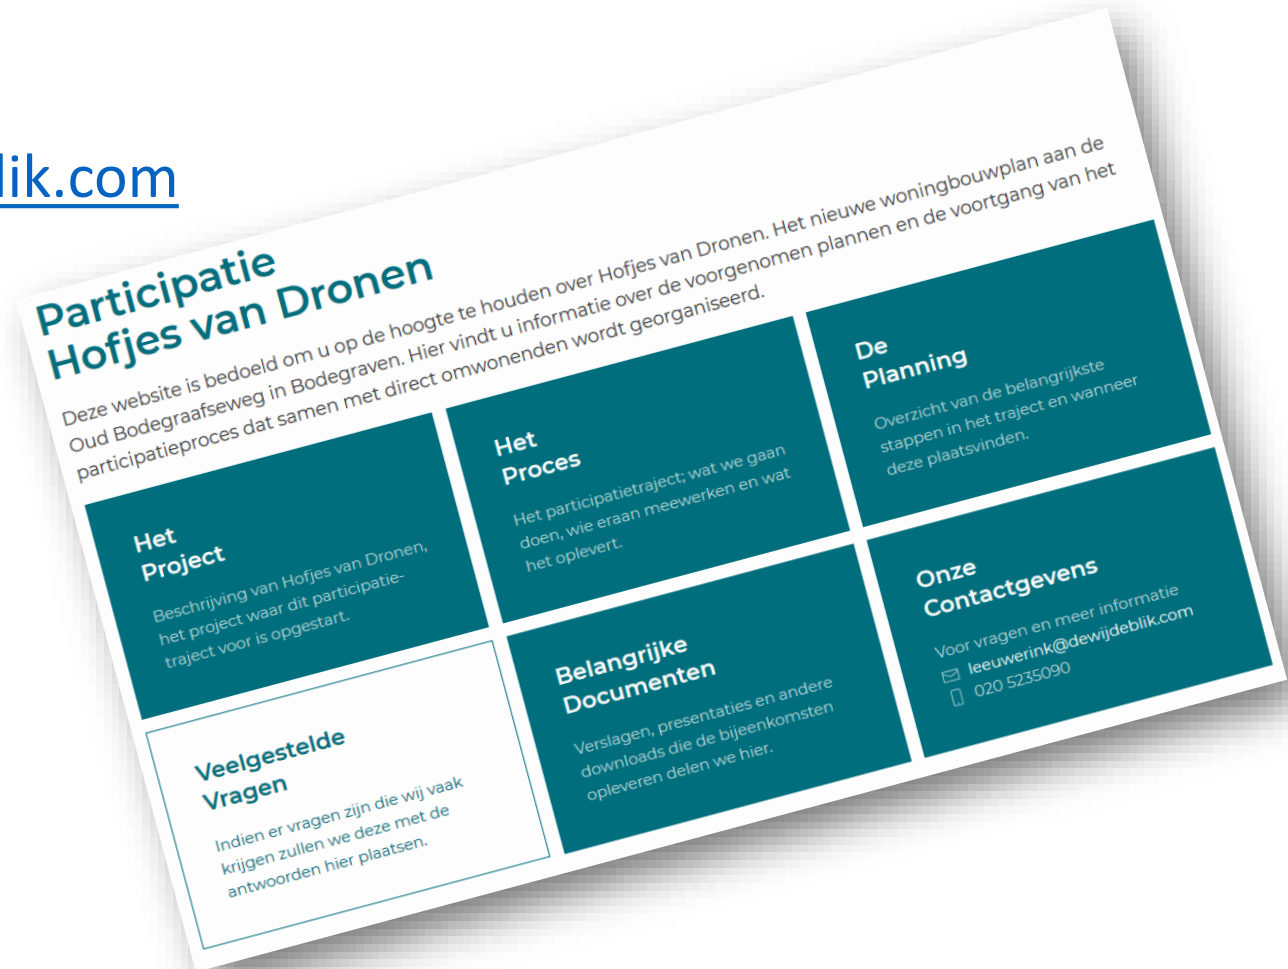 lik.com
Participatie
Hofjes van Dronen
Deze website is bedoeld om u op de hoogte te houden over Hofjes van Dronen. Het nieuwe woningbouwplan aan de
Oud Bodegraafseweg in Bodegraven. Hier vindt u informatie over de voorgenomen plannen en de voortgang van het
participatieproces dat samen met direct omwonenden wordt georganiseerd.
Het
Project
Beschrijving van Hofjes van Dronen,
het project waar dit participatie-
traject voor is opgestart.
Het
Proces
Het participatietraject; wat we gaan
doen, wie eraan meewerken en wat
het oplevert.
De
Planning
Overzicht van de belangrijkste
stappen in het traject en wanneer
deze plaatsvinden.
Veelgestelde
Vragen
Indien er vragen zijn die wij vaak
krijgen zullen we deze met de
antwoorden hier plaatsen.
Belangrijke
Documenten
Verslagen, presentaties en andere
downloads die de bijeenkomsten
opleveren delen we hier.
Onze
Contactgevens
Voor vragen en meer informatie
leeuwerink@dewijdeblik.com
020 5235090